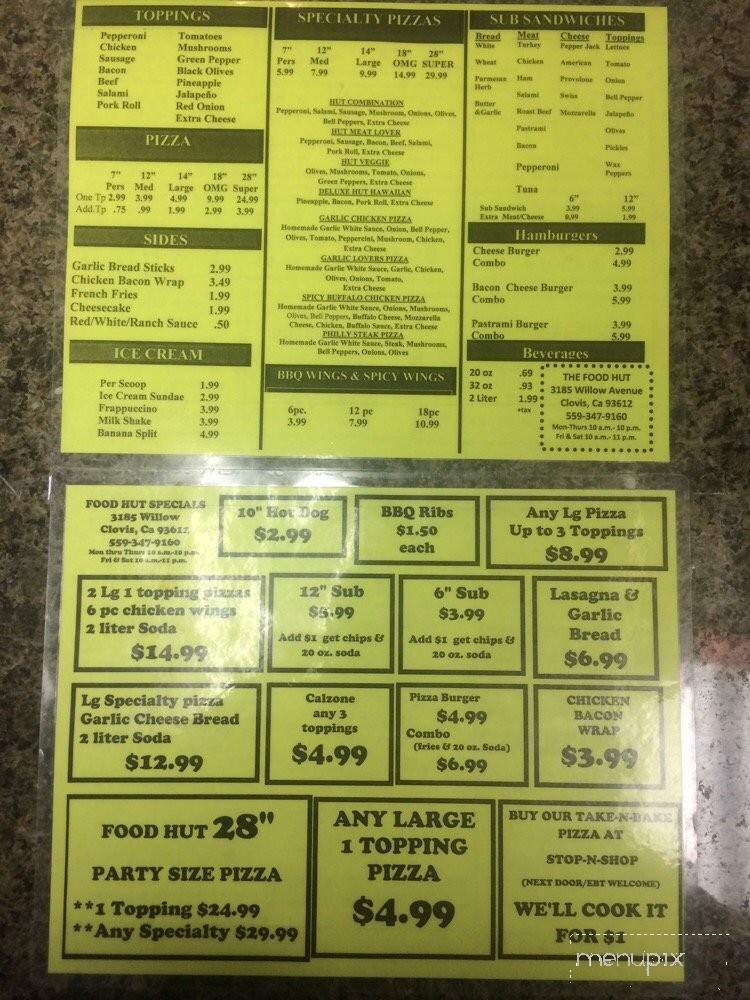 TOPPINGS
Pepperoni Tomatoes
Chicken Mushrooms
Sausage Green Pepper
Bacon Black Olives
Beef Pineapple
Salami Jalapeño
Pork Roll Red Onion
Extra Cheese
PIZZA
7" 12" 14" 18" 28"
Pers Med Large OMG Super
One Tp 2.99 3.99 4.99 9.99 24.99
Add.Tp .75 .99 1.99 2.99 3.99
SIDES
Garlic Bread Sticks 2.99
Chicken Bacon Wrap 3.49
French Fries 1.99
Cheesecake 1.99
Red/White/Ranch Sauce .50
ICE CREAM
Per Scoop 1.99
Ice Cream Sundae 2.99
Frappuccino 3.99
Milk Shake 3.99
Banana Split 4.99
SPECIALTY PIZZAS
7" 12" 14" 18" 28"
Pers Med Large OMG SUPER
5.99 7.99 9.99 14.99 29.99
HUT COMBINATION
Pepperoni, Salami, Sausage, Mushroom, Onions, Olives,
Bell Peppers, Extra Cheese
HUT MEAT LOVER
Pepperoni, Sausage, Bacon, Beef, Salami,
Pork Roll, Extra Cheese
HUT VEGGIE
Olives, Mushrooms, Tomato, Onions,
Green Peppers, Extra Cheese
DELUXE HUT HAWAIIAN
Pineapple, Bacon, Pork Roll, Extra Cheese
GARLIC CHICKEN PIZZA
Homemade Garlic White Sauce, Onion, Bell Pepper,
Olives, Tomato, Peppercini, Mushroom, Chicken,
Extra Cheese
GARLIC LOVERS PIZZA
Homemade Garlic White Sauce, Garlic, Chicken,
Olives, Onions, Tomato,
Extra Cheese
SPICY BUFFALO CHICKEN PIZZA
Homemade Garlic White Sauce, Onions, Mushrooms,
Olives, Bell Peppers, Buffalo Cheese, Mozzarella
Cheese, Chicken, Buffalo Sauce, Extra Cheese
PHILLY STEAK PIZZA
Homemade Garlic White Sauce, Steak, Mushrooms,
Bell Peppers, Onions, Olives
BBQ WINGS & SPICY WINGS
6pc. 12 pc 18pc
3.99 7.99 10.99
SUB SANDWICHES
Bread Meat Cheese Toppings
White Turkey Pepper Jack Lettuce
Wheat Chicken American Tomato
Parmesan Herb Ham Provolone Onion
Salami Swiss Bell Pepper
Butter &Garlic Roast Beef Mozzarella Jalapeño
Pastrami Olives
Bacon Pickles
Pepperoni Wax Peppers
Tuna
6" 12"
Sub Sandwich 3.99 5.99
Extra Meat/Cheese 0.99 1.99
Hamburgers
Cheese Burger 2.99
Combo 4.99
Bacon Cheese Burger 3.99
Combo 5.99
Pastrami Burger 3.99
Combo 5.99
Beverages
20 oz .69
32 oz .93
2 Liter 1.99
+tax
THE FOOD HUT
3185 Willow Avenue
Clovis, Ca 93612
559-347-9160
Mon-Thurs 10 a.m.- 10 p.m.
Fri & Sat 10 a.m.- 11 p.m.
FOOD HUT SPECIALS
3185 Willow
Clovis, Ca 93612
559-347-9160
Mon thru Thurs 10 a.m.-10 p.m.
Fri & Sat 10 a.m.-11 p.m.
10" Hot Dog
$2.99
BBQ Ribs
$1.50
each
Any Lg Pizza
Up to 3 Toppings
$8.99
2 Lg 1 topping pizzas
6 pc chicken wings
2 liter Soda
$14.99
12" Sub
$5.99
Add $1 get chips &
20 oz. soda
6" Sub
$3.99
Add $1 get chips &
20 oz. soda
Lasagna &
Garlic
Bread
$6.99
Lg Specialty pizza
Garlic Cheese Bread
2 liter Soda
$12.99
Calzone
any 3
toppings
$4.99
Pizza Burger
$4.99
Combo
(fries & 20 oz. Soda)
$6.99
CHICKEN
BACON
WRAP
$3.99
FOOD HUT 28"
PARTY SIZE PIZZA
**1 Topping $24.99
**Any Specialty $29.99
ANY LARGE
1 TOPPING
PIZZA
$4.99
BUY OUR TAKE-N-BAKE
PIZZA AT
STOP-N-SHOP
(NEXT DOOR/EBT WELCOME)
WE'LL COOK IT
FOR $1
menupix